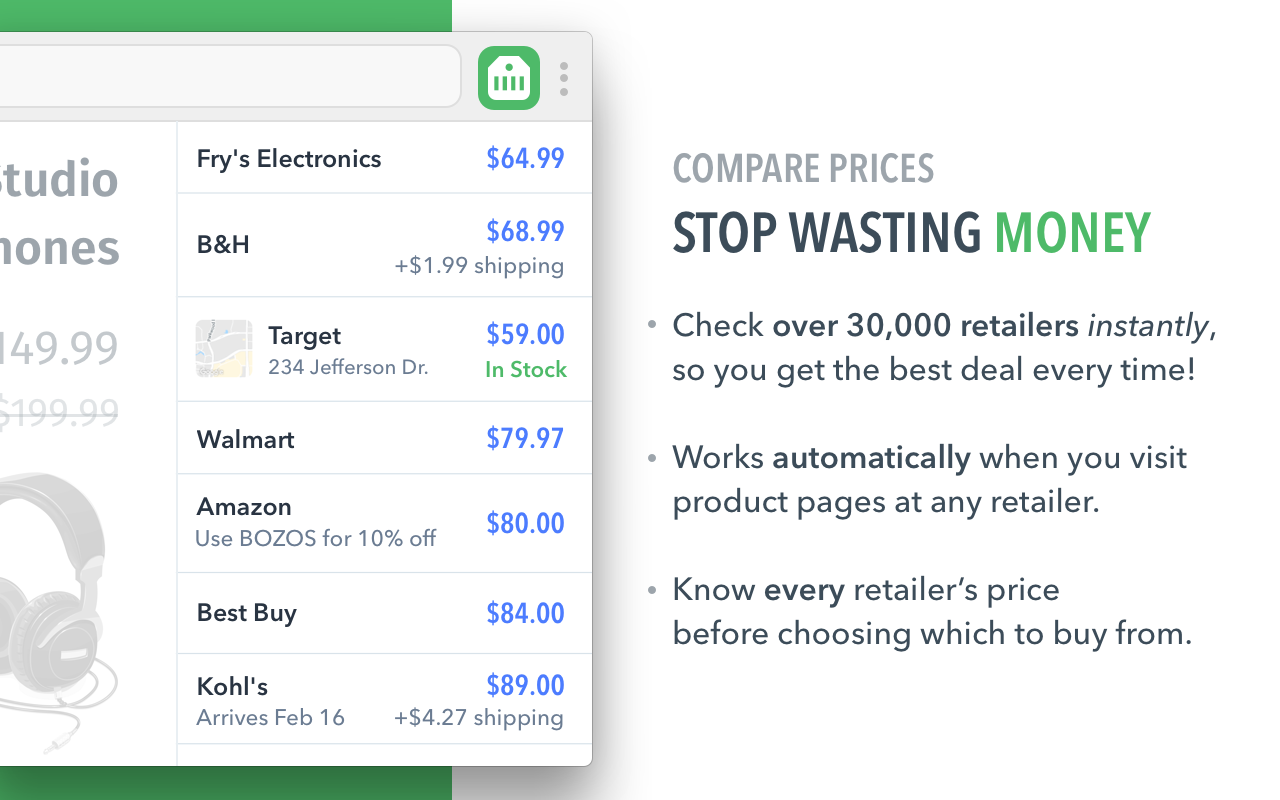 Studio
149.99
$199.99
Fry's Electronics
$64.99
B&H
$68.99
+$1.99 shipping
Target
$59.00
234 Jefferson Dr.
In Stock
Walmart
$79.97
Amazon
Use BOZOS for 10% off
$80.00
Best Buy
$84.00
Kohl's
$89.00
Arrives Feb 16
+$4.27 shipping
COMPARE PRICES
STOP WASTING MONEY
• Check over 30,000 retailers instantly,
so you get the best deal every time!
• Works automatically when you visit
product pages at any retailer.
• Know every retailer’s price
before choosing which to buy from.